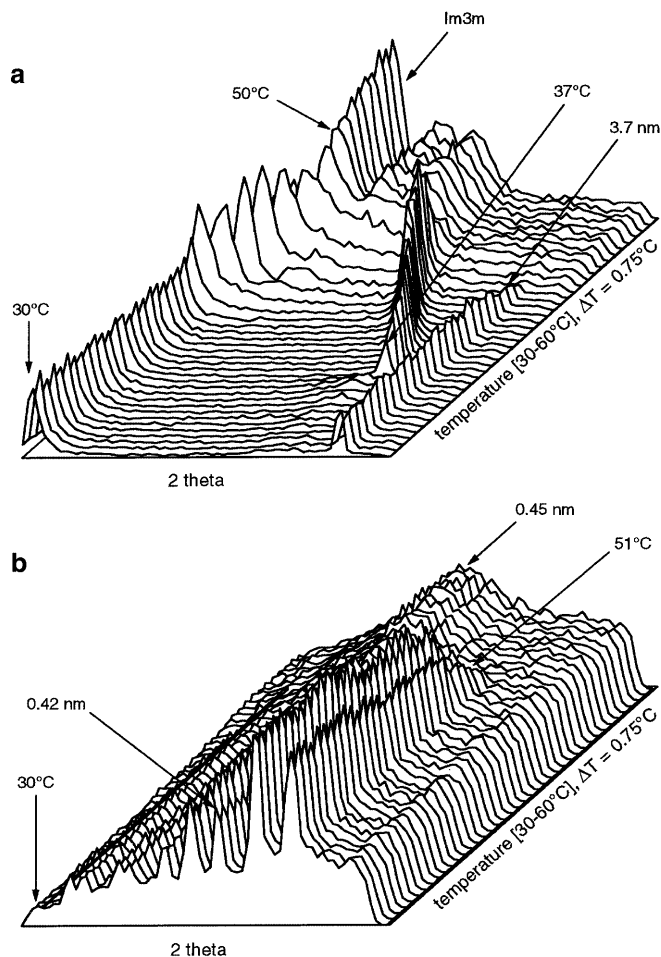 Im3m
a
50°C
37°C
3.7 nm
30°C
temperature [30-60°C], ΔT = 0.75°C
2 theta
0.45 nm
b
51°C
0.42 nm
30°C
temperature [30-60°C], ΔT = 0.75°C
2 theta